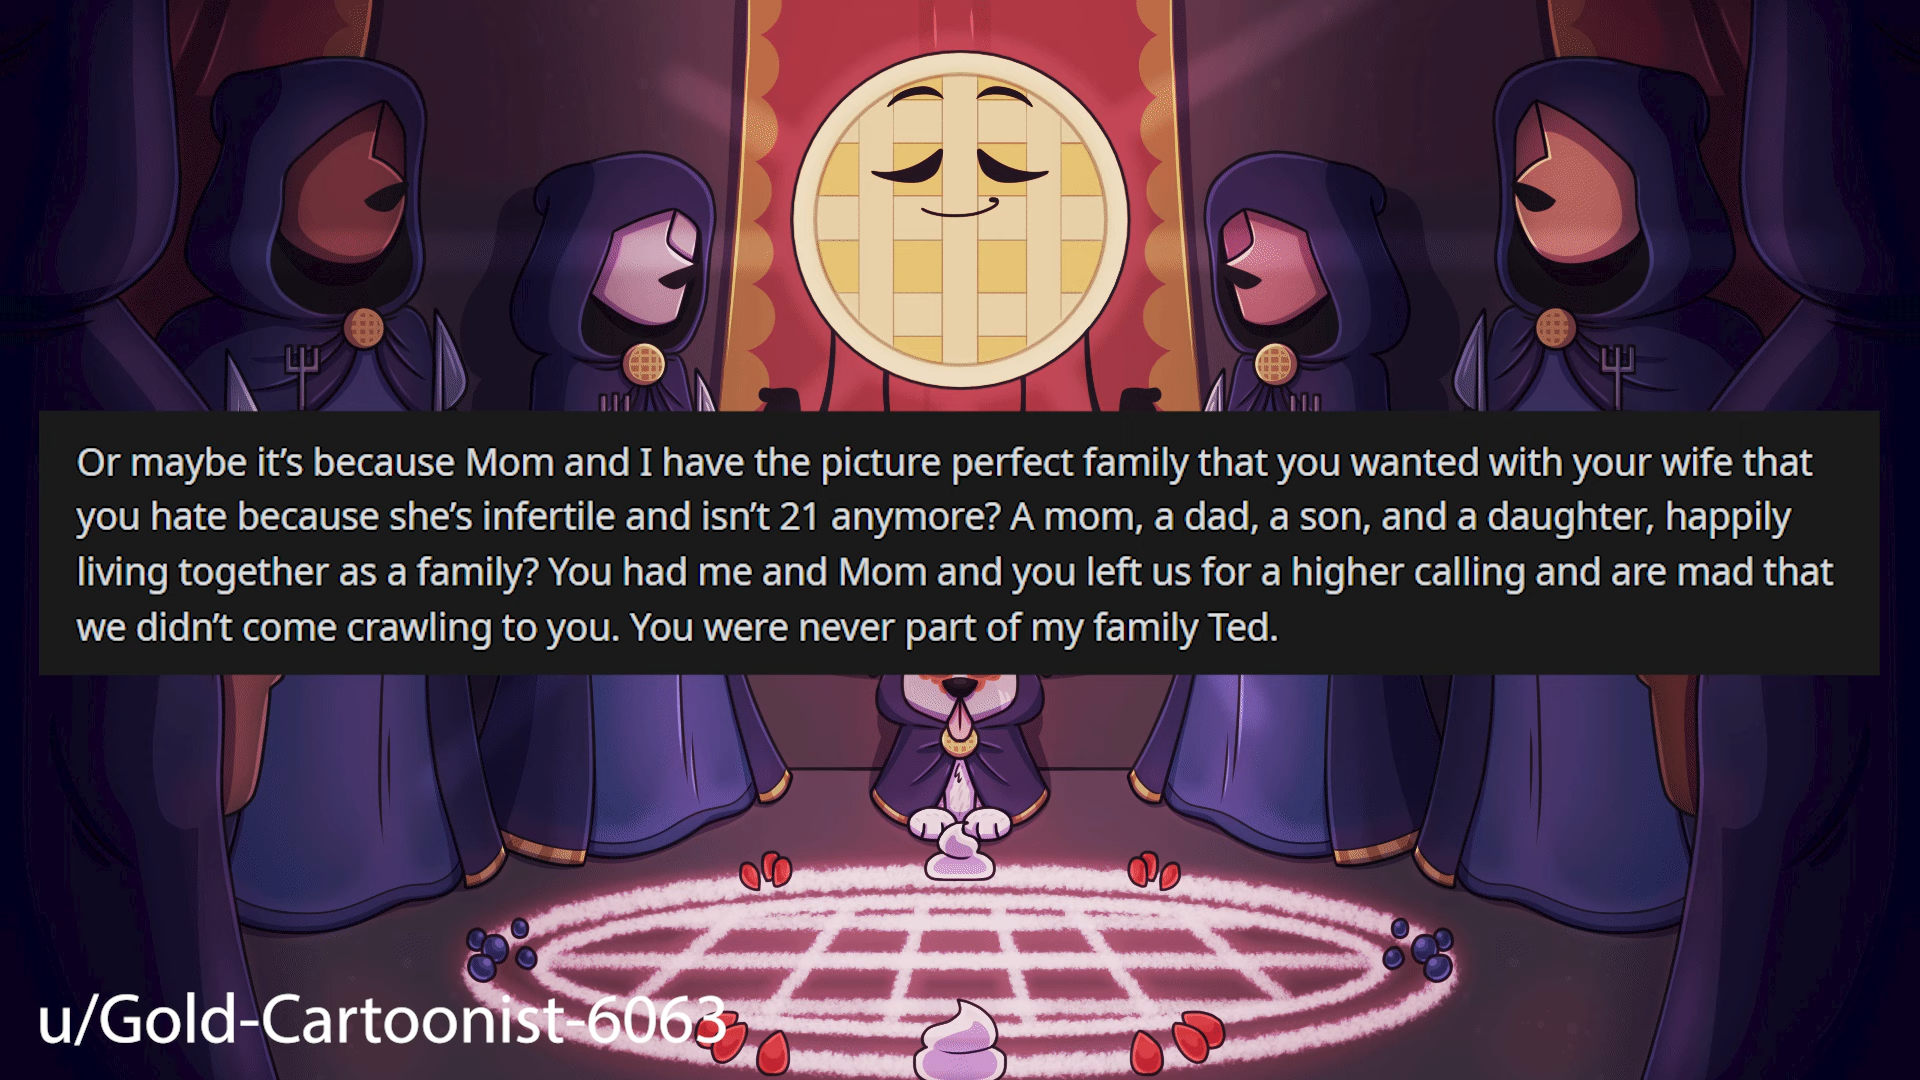 Or maybe it’s because Mom and I have the picture perfect family that you wanted with your wife that
you hate because she’s infertile and isn’t 21 anymore? A mom, a dad, a son, and a daughter, happily
living together as a family? You had me and Mom and you left us for a higher calling and are mad that
we didn’t come crawling to you. You were never part of my family Ted.
u/Gold-Cartoonist-6063